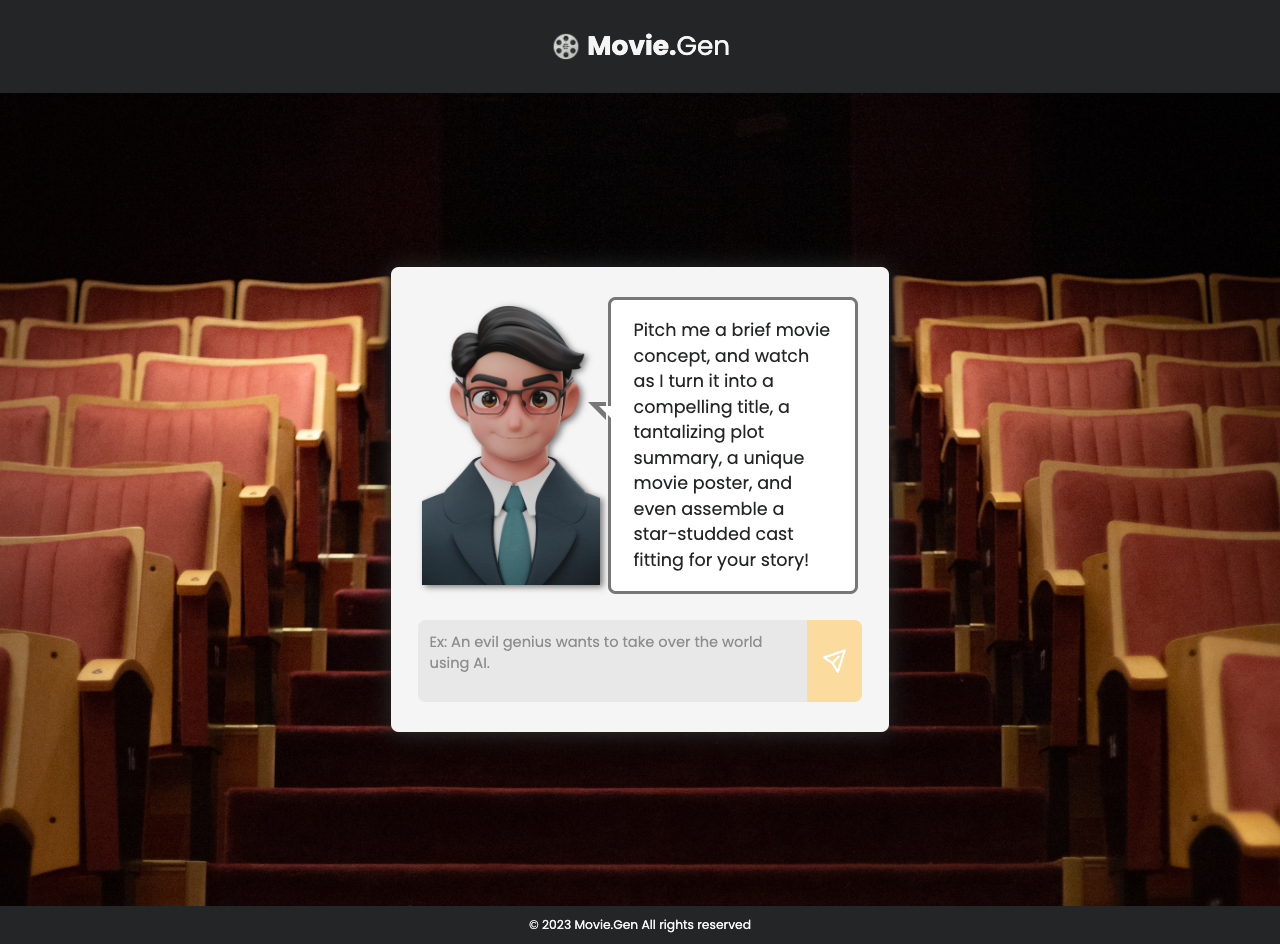 Movie.Gen
Pitch me a brief movie
concept, and watch
as I turn it into a
compelling title, a
tantalizing plot
summary, a unique
movie poster, and
even assemble a
star-studded cast
fitting for your story!
Ex: An evil genius wants to take over the world
using AI.
© 2023 Movie.Gen All rights reserved